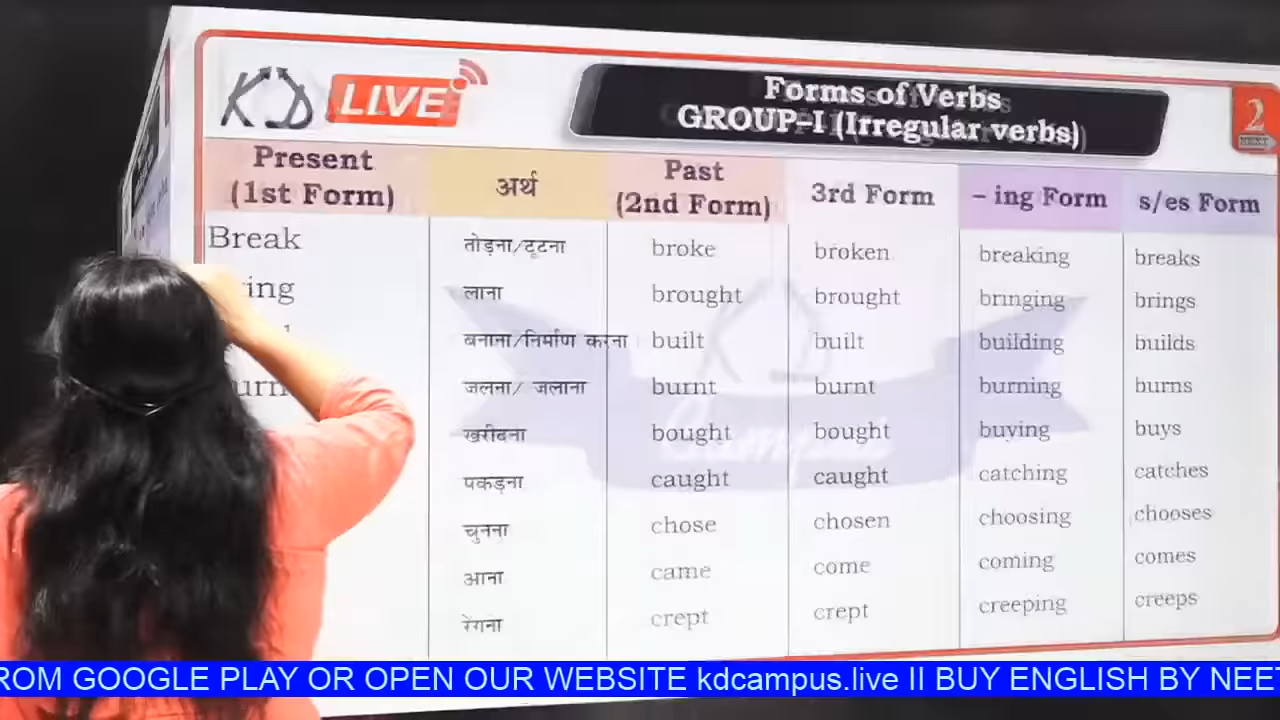 KD LIVE
Forms of Verbs
GROUP–I (Irregular verbs)
2
Present (1st Form) अर्थ Past (2nd Form) 3rd Form – ing Form s/es Form
Break तोड़ना/टूटना broke broken breaking breaks
लाना brought brought bringing brings
बनाना/निर्माण करना built built building builds
जलना/ जलाना burnt burnt burning burns
खरीदना bought bought buying buys
पकड़ना caught caught catching catches
चुनना chose chosen choosing chooses
आना came come coming comes
रेंगना crept crept creeping creeps
Campus
FROM GOOGLE PLAY OR OPEN OUR WEBSITE kdcampus.live II BUY ENGLISH BY